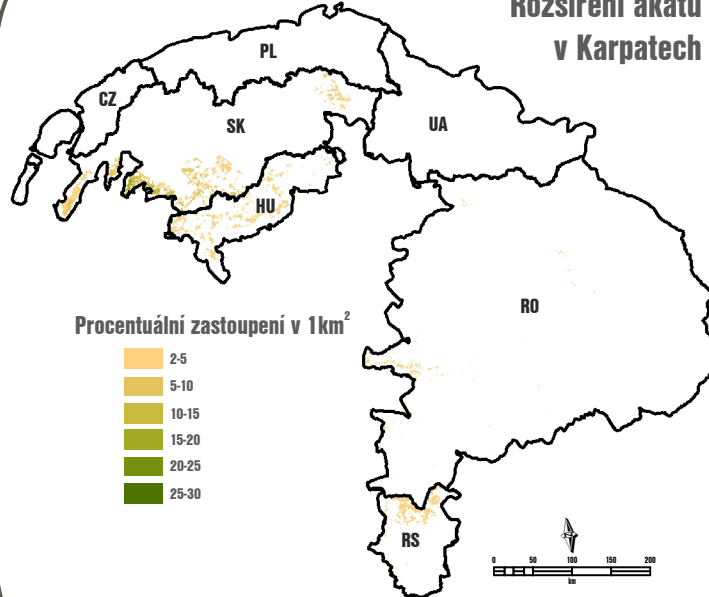 Rozšíření akátu
v Karpatech
PL
CZ
SK
UA
HU
RO
RS
Procentuální zastoupení v 1km²
2-5
5-10
10-15
15-20
20-25
25-30
0 50 100 150 200
km